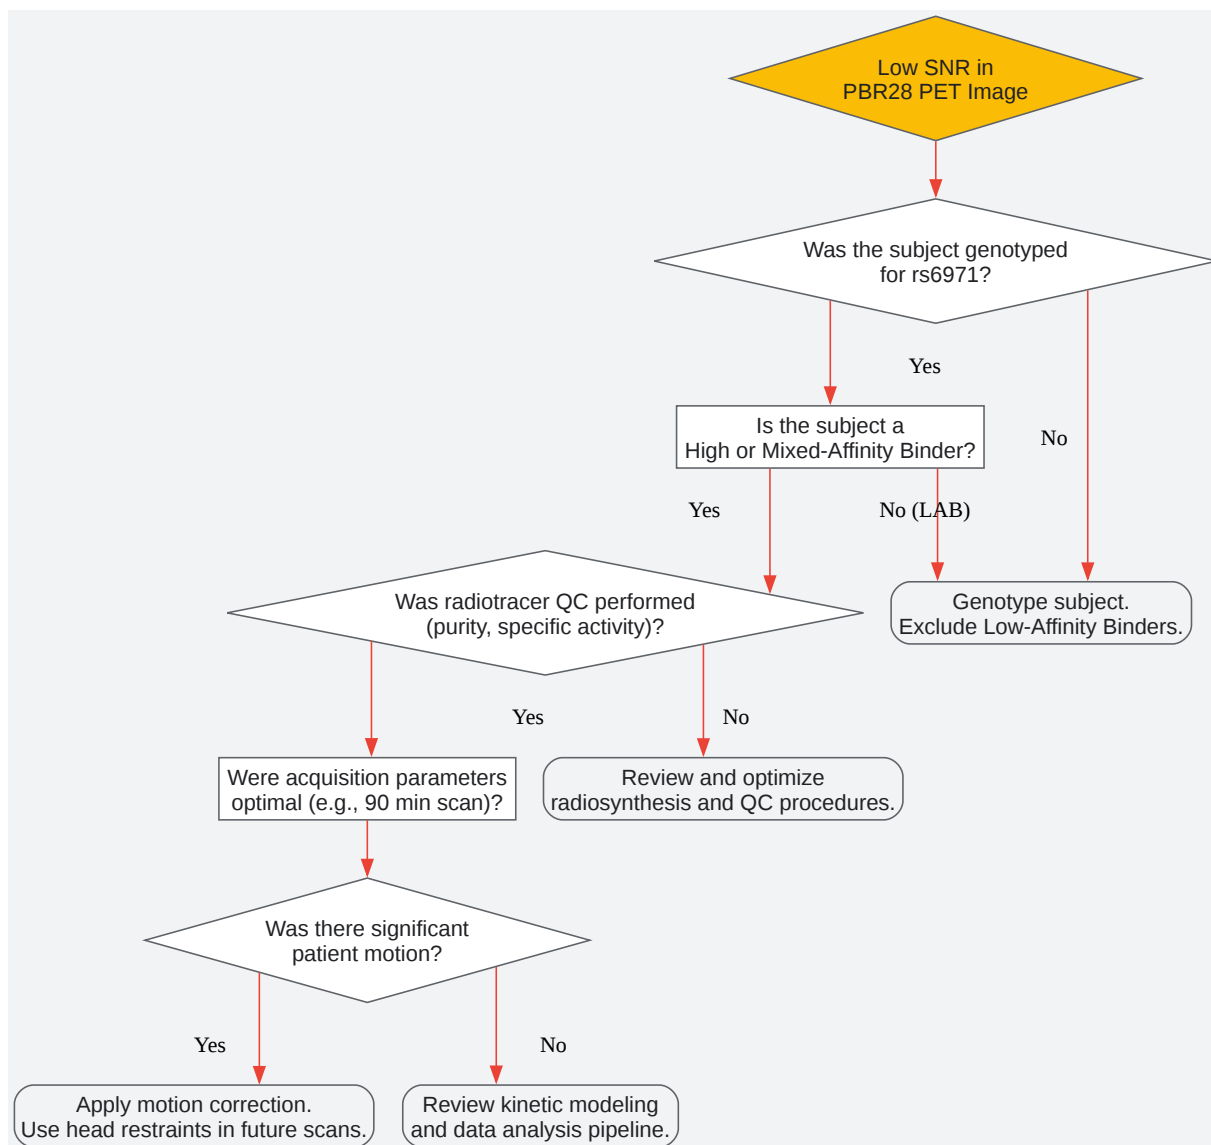 Low SNR in
PBR28 PET Image
Was the subject genotyped
for rs6971?
Yes
No
Is the subject a
High or Mixed-Affinity Binder?
Yes
No (LAB)
Genotype subject.
Exclude Low-Affinity Binders.
Was radiotracer QC performed
(purity, specific activity)?
Yes
No
Were acquisition parameters
optimal (e.g., 90 min scan)?
Review and optimize
radiosynthesis and QC procedures.
Was there significant
patient motion?
Yes
No
Apply motion correction.
Use head restraints in future scans.
Review kinetic modeling
and data analysis pipeline.